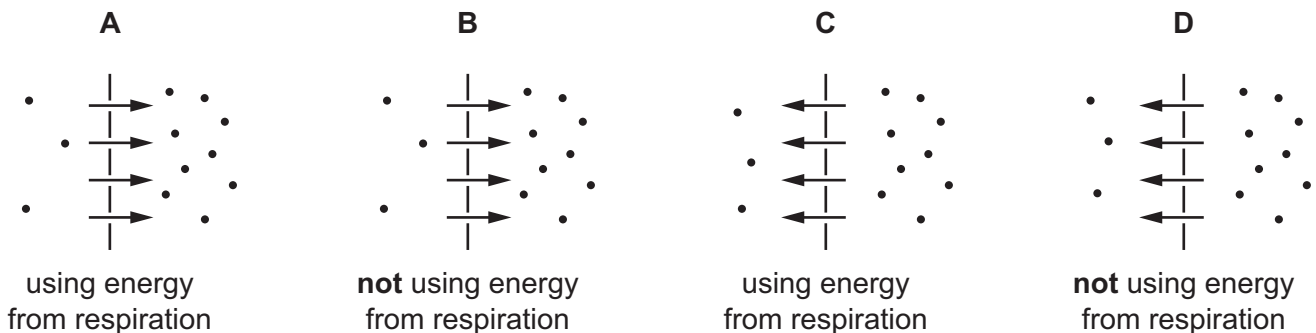 A
B
C
D
using energy
from respiration
not using energy
from respiration
using energy
from respiration
not using energy
from respiration